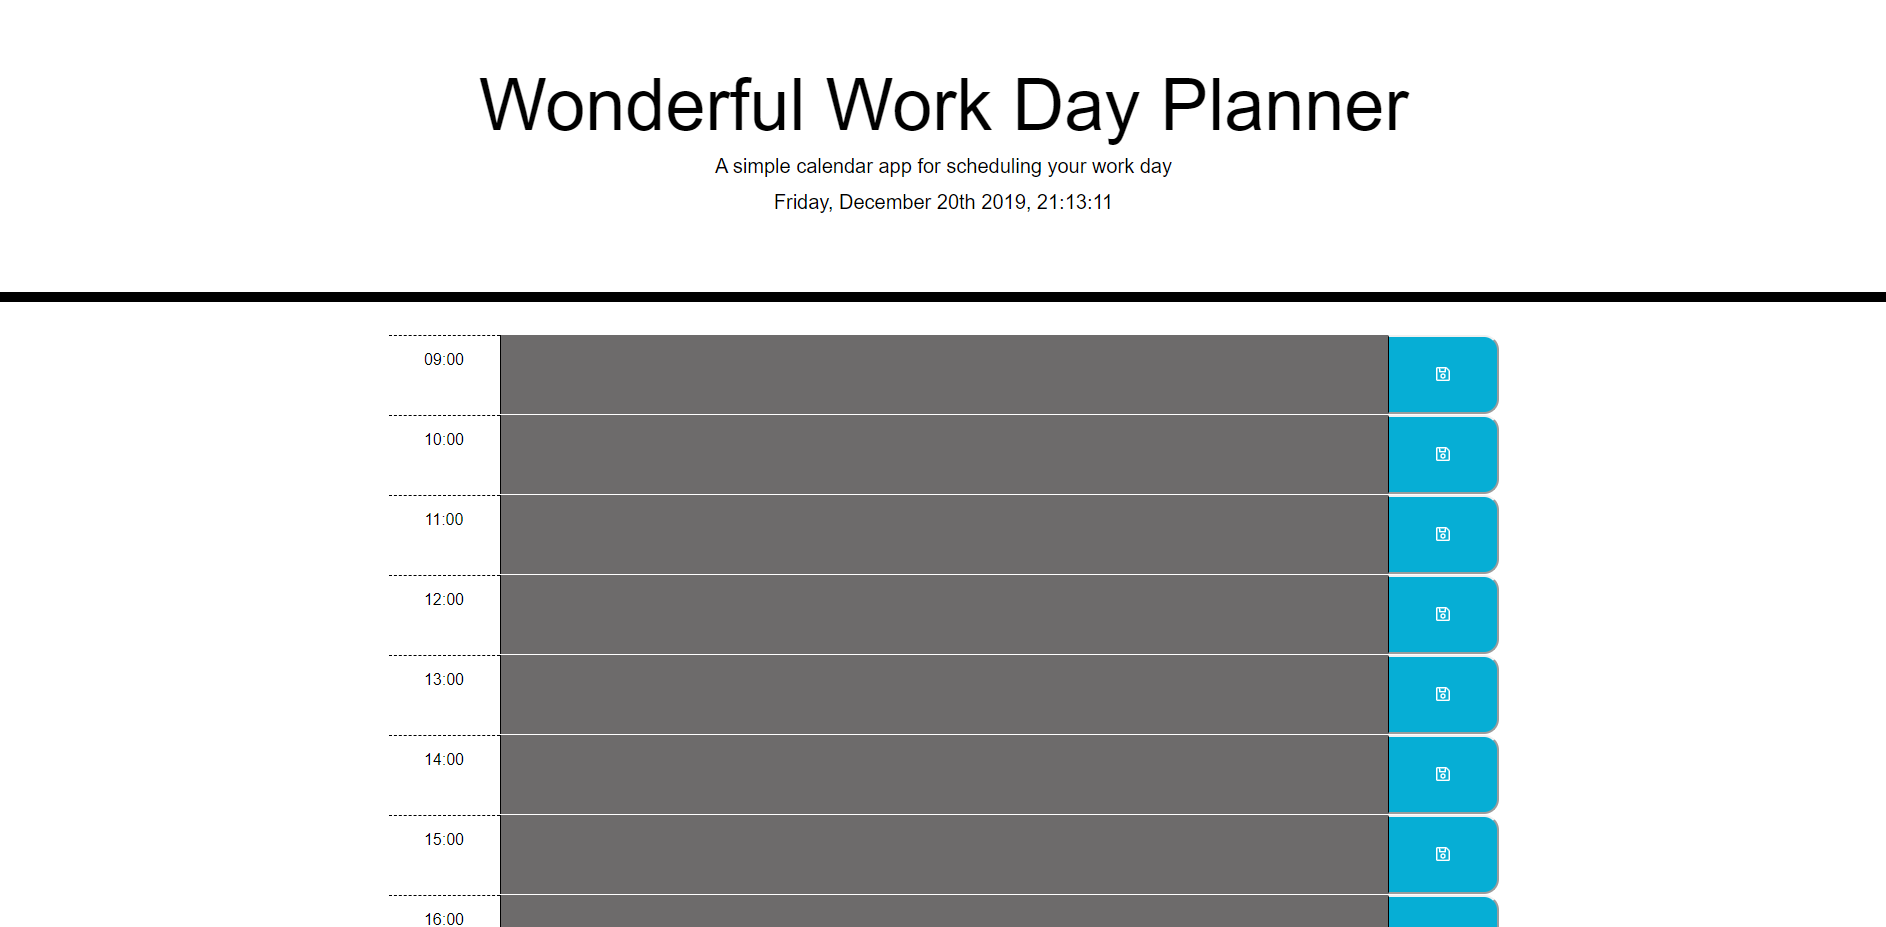 Wonderful Work Day Planner
A simple calendar app for scheduling your work day
Friday, December 20th 2019, 21:13:11
09:00
10:00
11:00
12:00
13:00
14:00
15:00
16:00